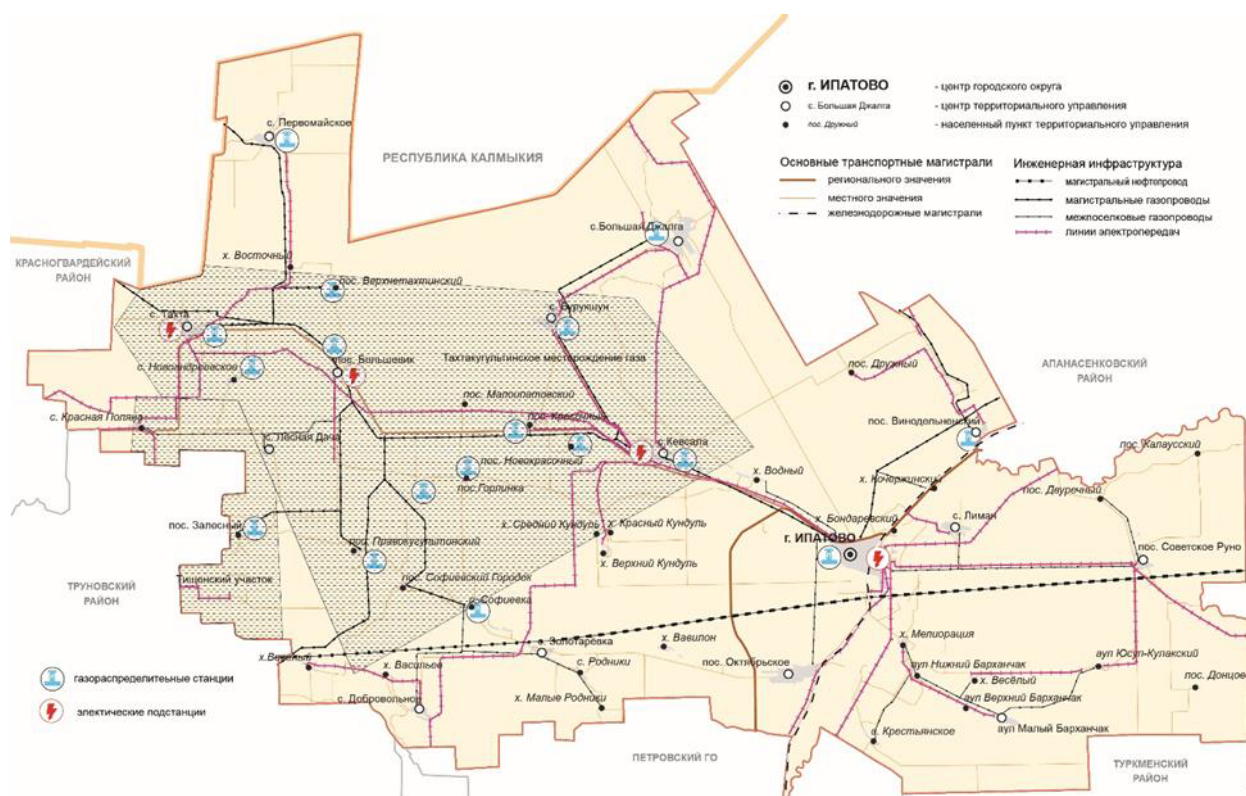 г. ИПАТОВО - центр городского округа
с. Большая Джалга - центр территориального управления
пос. Дружный - населенный пункт территориального управления
Основные транспортные магистрали
регионального значения
местного значения
железнодорожные магистрали
Инженерная инфраструктура
магистральный нефтопровод
магистральные газопроводы
межпоселковые газопроводы
линии электропередач
с. Первомайское
РЕСПУБЛИКА КАЛМЫКИЯ
с.Большая Джалга
КРАСНОГВАРДЕЙСКИЙ
РАЙОН
х. Восточный
пос. Верхнетахтинский
с. Бурукшун
с. Тахта
Тахтакугультинское месторождение газа
пос. Большевик
с. Новоандреевское
пос. Дружный
АПАНАСЕНКОВСКИЙ
РАЙОН
пос. Малоипатовский
с. Красная Поляна
пос. Красочный
пос. Винодельненский
с. Лесная Дача
с.Кевсала
пос. Калаусский
пос. Новокрасочный
х. Водный
пос.Горлинка
х. Кочержинский
пос. Двуречный
пос. Залесный
х. Средний Кундуль
х. Красный Кундуль
х. Бондаревский
с. Лиман
г. ИПАТОВО
пос. Правокугультинский
х. Верхний Кундуль
пос. Советское Руно
ТРУНОВСКИЙ
РАЙОН
Тищенский участок
пос. Софиевский Городок
с. Софиевка
с. Золотаревка
х. Вавилон
х. Мелиорация
х. Васильев
с. Родники
пос. Октябрьское
аул Нижний Барханчак
аул Юсуп-Кулакский
х. Весёлый
пос. Донцово
газораспределительные станции
с. Добровольное
х. Малые Родники
аул Верхний Барханчак
электические подстанции
с. Крестьянское
аул Малый Барханчак
ПЕТРОВСКИЙ ГО
ТУРКМЕНСКИЙ
РАЙОН